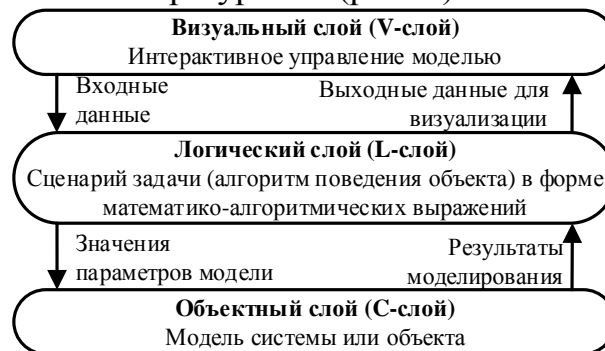 Визуальный слой (V-слой)
Интерактивное управление моделью
Входные
данные
Выходные данные для
визуализации
Логический слой (L-слой)
Сценарий задачи (алгоритм поведения объекта) в форме
математико-алгоритмических выражений
Значения
параметров модели
Результаты
моделирования
Объектный слой (С-слой)
Модель системы или объекта